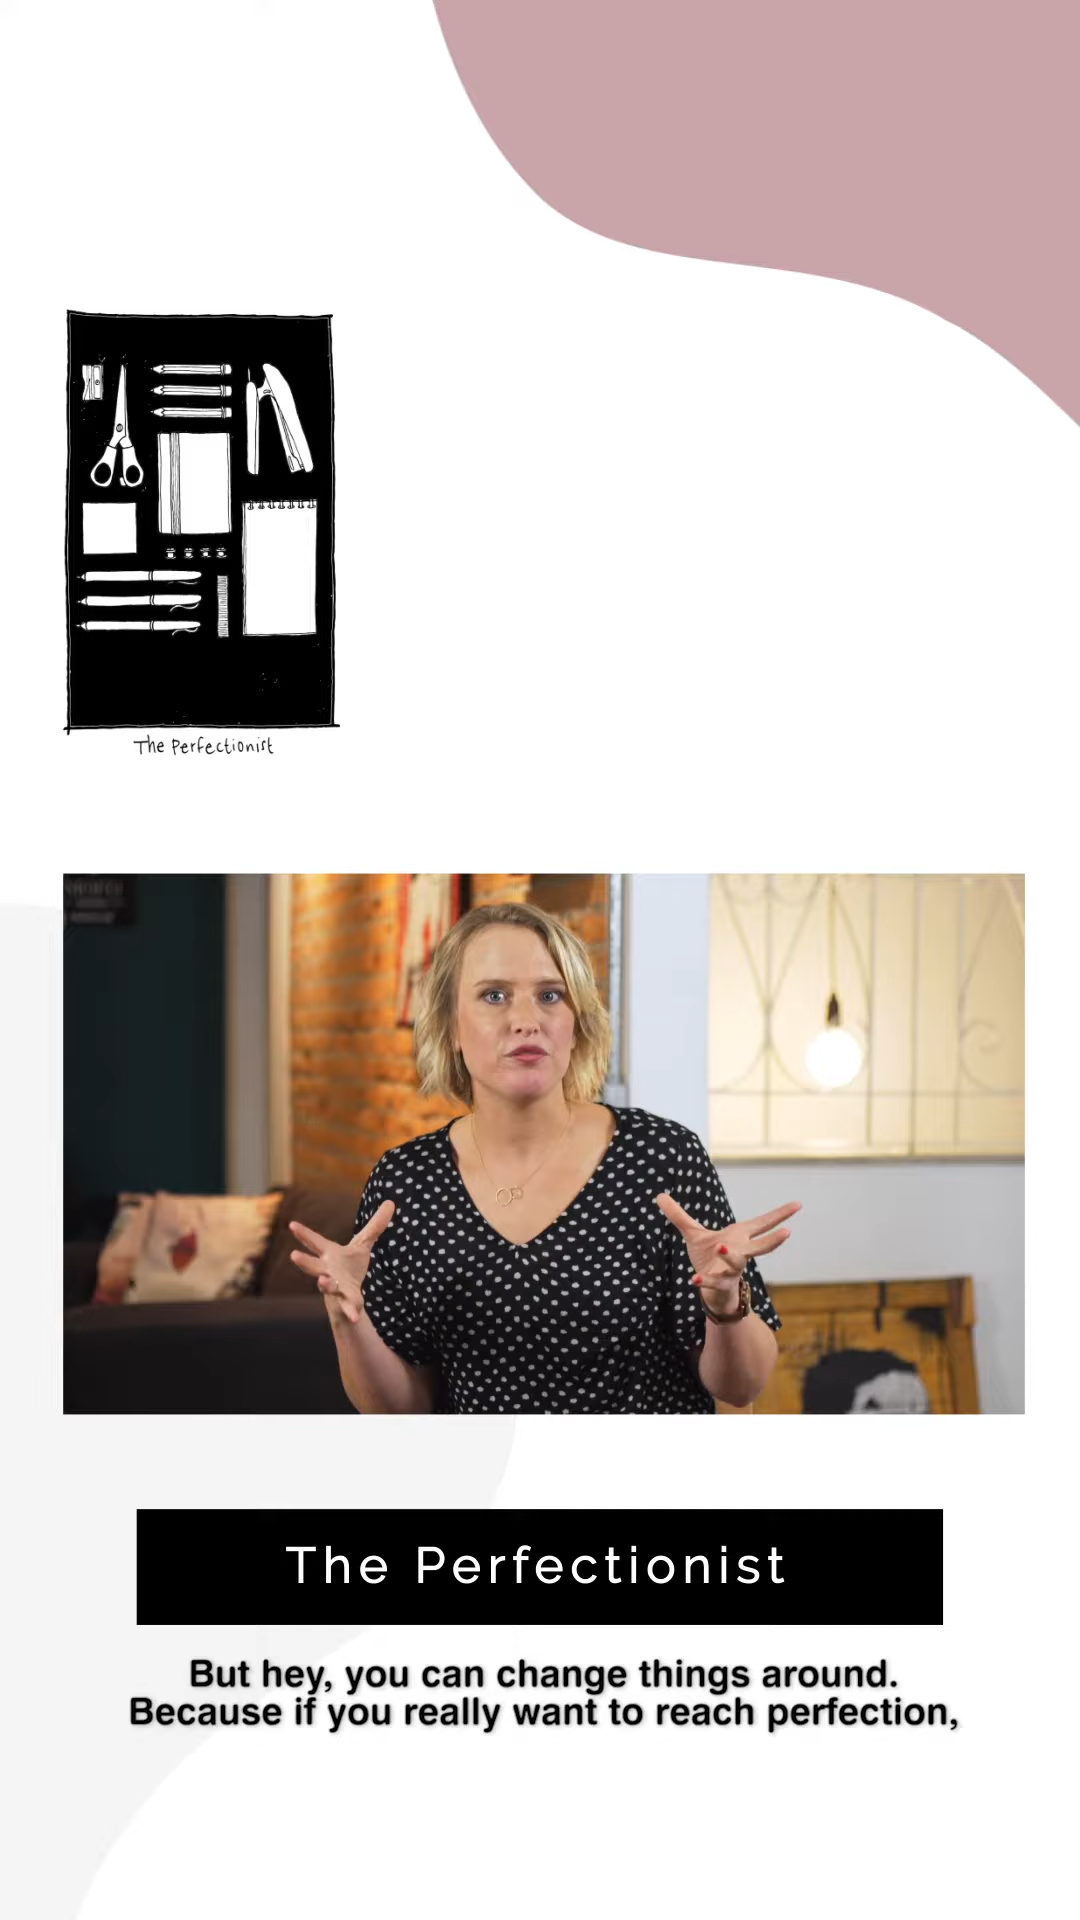 The Perfectionist
The Perfectionist
But hey, you can change things around.
Because if you really want to reach perfection,